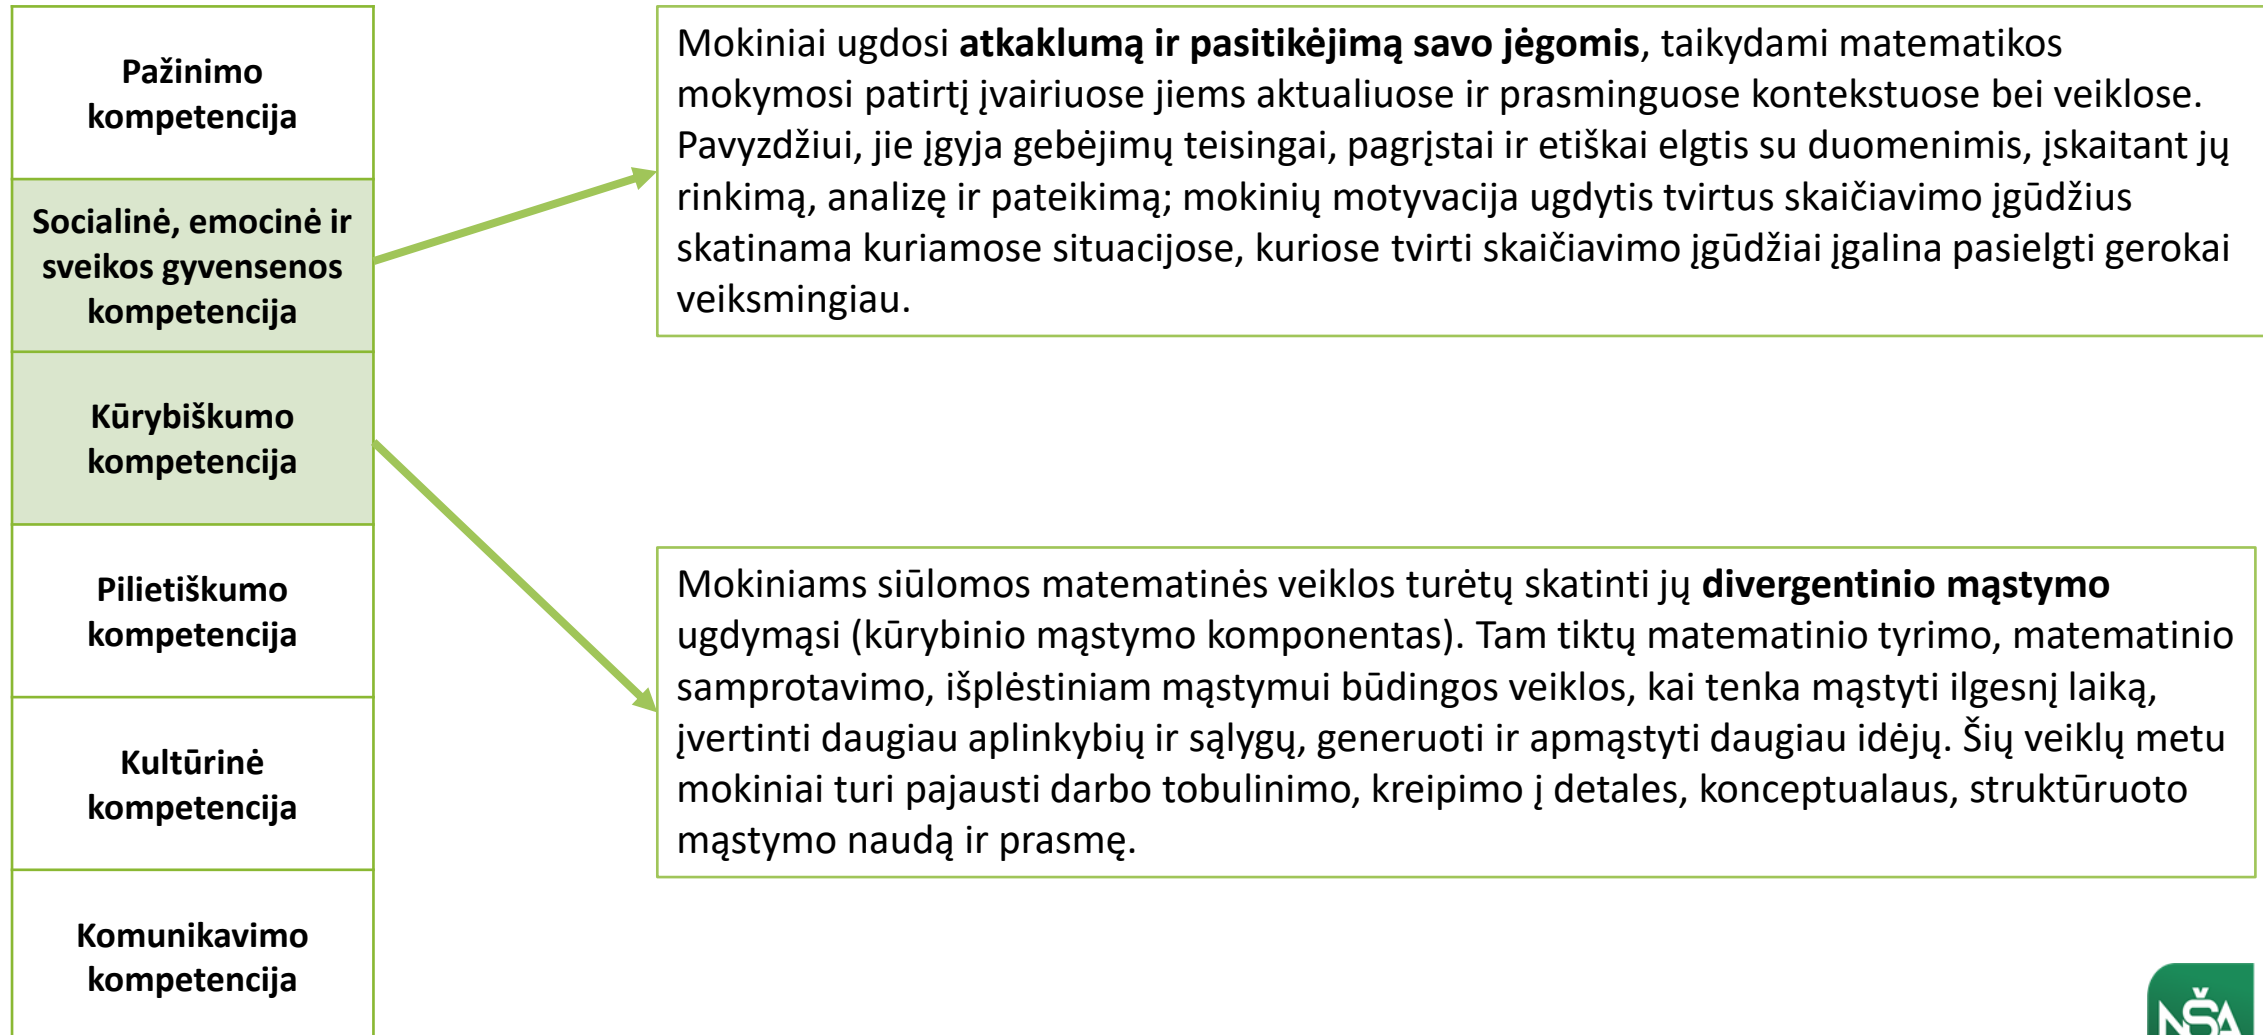 Pažinimo
kompetencija
Socialinė, emocinė ir
sveikos gyvensenos
kompetencija
Kūrybiškumo
kompetencija
Pilietiškumo
kompetencija
Kultūrinė
kompetencija
Komunikavimo
kompetencija
Mokiniai ugdosi atkaklumą ir pasitikėjimą savo jėgomis, taikydami matematikos
mokymosi patirtį įvairiuose jiems aktualiuose ir prasminguose kontekstuose bei veiklose.
Pavyzdžiui, jie įgyja gebėjimų teisingai, pagrįstai ir etiškai elgtis su duomenimis, įskaitant jų
rinkimą, analizę ir pateikimą; mokinių motyvacija ugdytis tvirtus skaičiavimo įgūdžius
skatinama kuriamose situacijose, kuriose tvirti skaičiavimo įgūdžiai įgalina pasielgti gerokai
veiksmingiau.
Mokiniams siūlomos matematinės veiklos turėtų skatinti jų divergentinio mąstymo
ugdymąsi (kūrybinio mąstymo komponentas). Tam tiktų matematinio tyrimo, matematinio
samprotavimo, išplėstiniam mąstymui būdingos veiklos, kai tenka mąstyti ilgesnį laiką,
įvertinti daugiau aplinkybių ir sąlygų, generuoti ir apmąstyti daugiau idėjų. Šių veiklų metu
mokiniai turi pajausti darbo tobulinimo, kreipimo į detales, konceptualaus, struktūruoto
mąstymo naudą ir prasmę.
NŠA